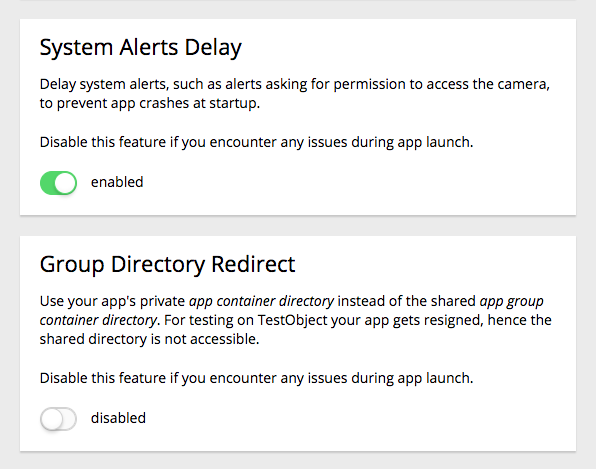 System Alerts Delay
Delay system alerts, such as alerts asking for permission to access the camera,
to prevent app crashes at startup.
Disable this feature if you encounter any issues during app launch.
enabled
Group Directory Redirect
Use your app's private app container directory instead of the shared app group
container directory. For testing on TestObject your app gets resigned, hence the
shared directory is not accessible.
Disable this feature if you encounter any issues during app launch.
disabled